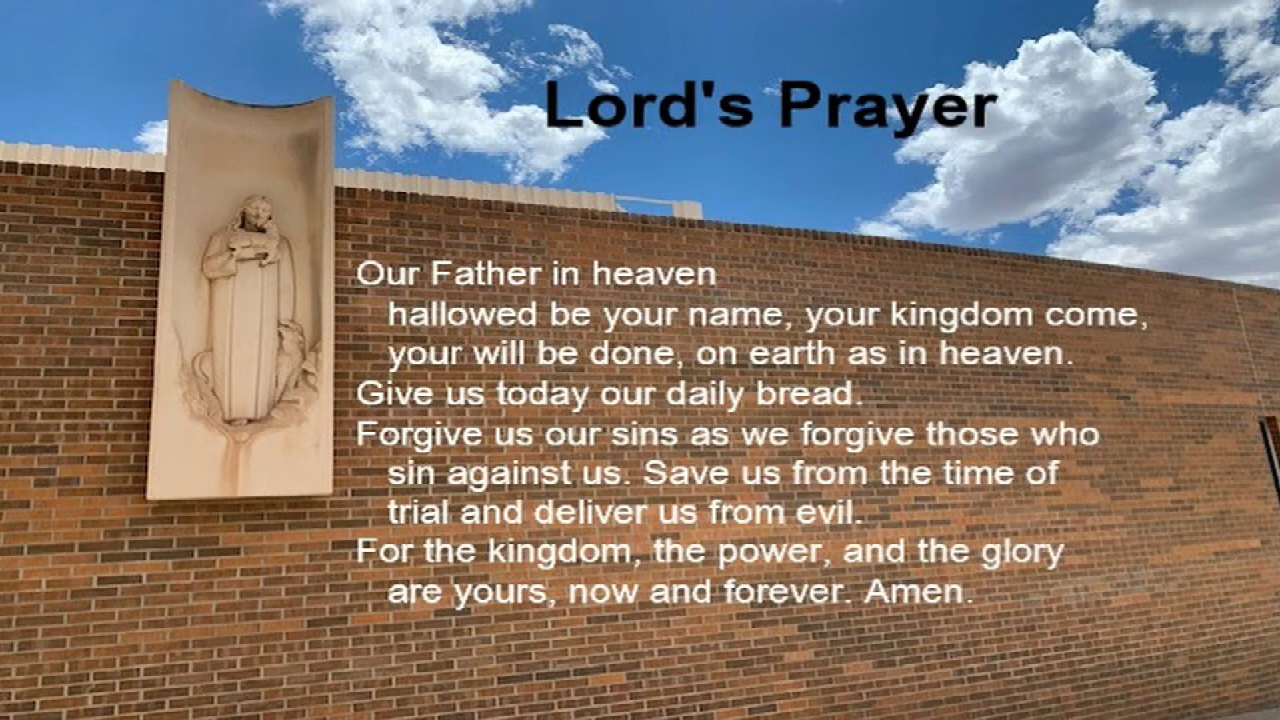 Lord's Prayer
Our Father in heaven
hallowed be your name, your kingdom come,
your will be done, on earth as in heaven.
Give us today our daily bread.
Forgive us our sins as we forgive those who
sin against us. Save us from the time of
trial and deliver us from evil.
For the kingdom, the power, and the glory
are yours, now and forever. Amen.